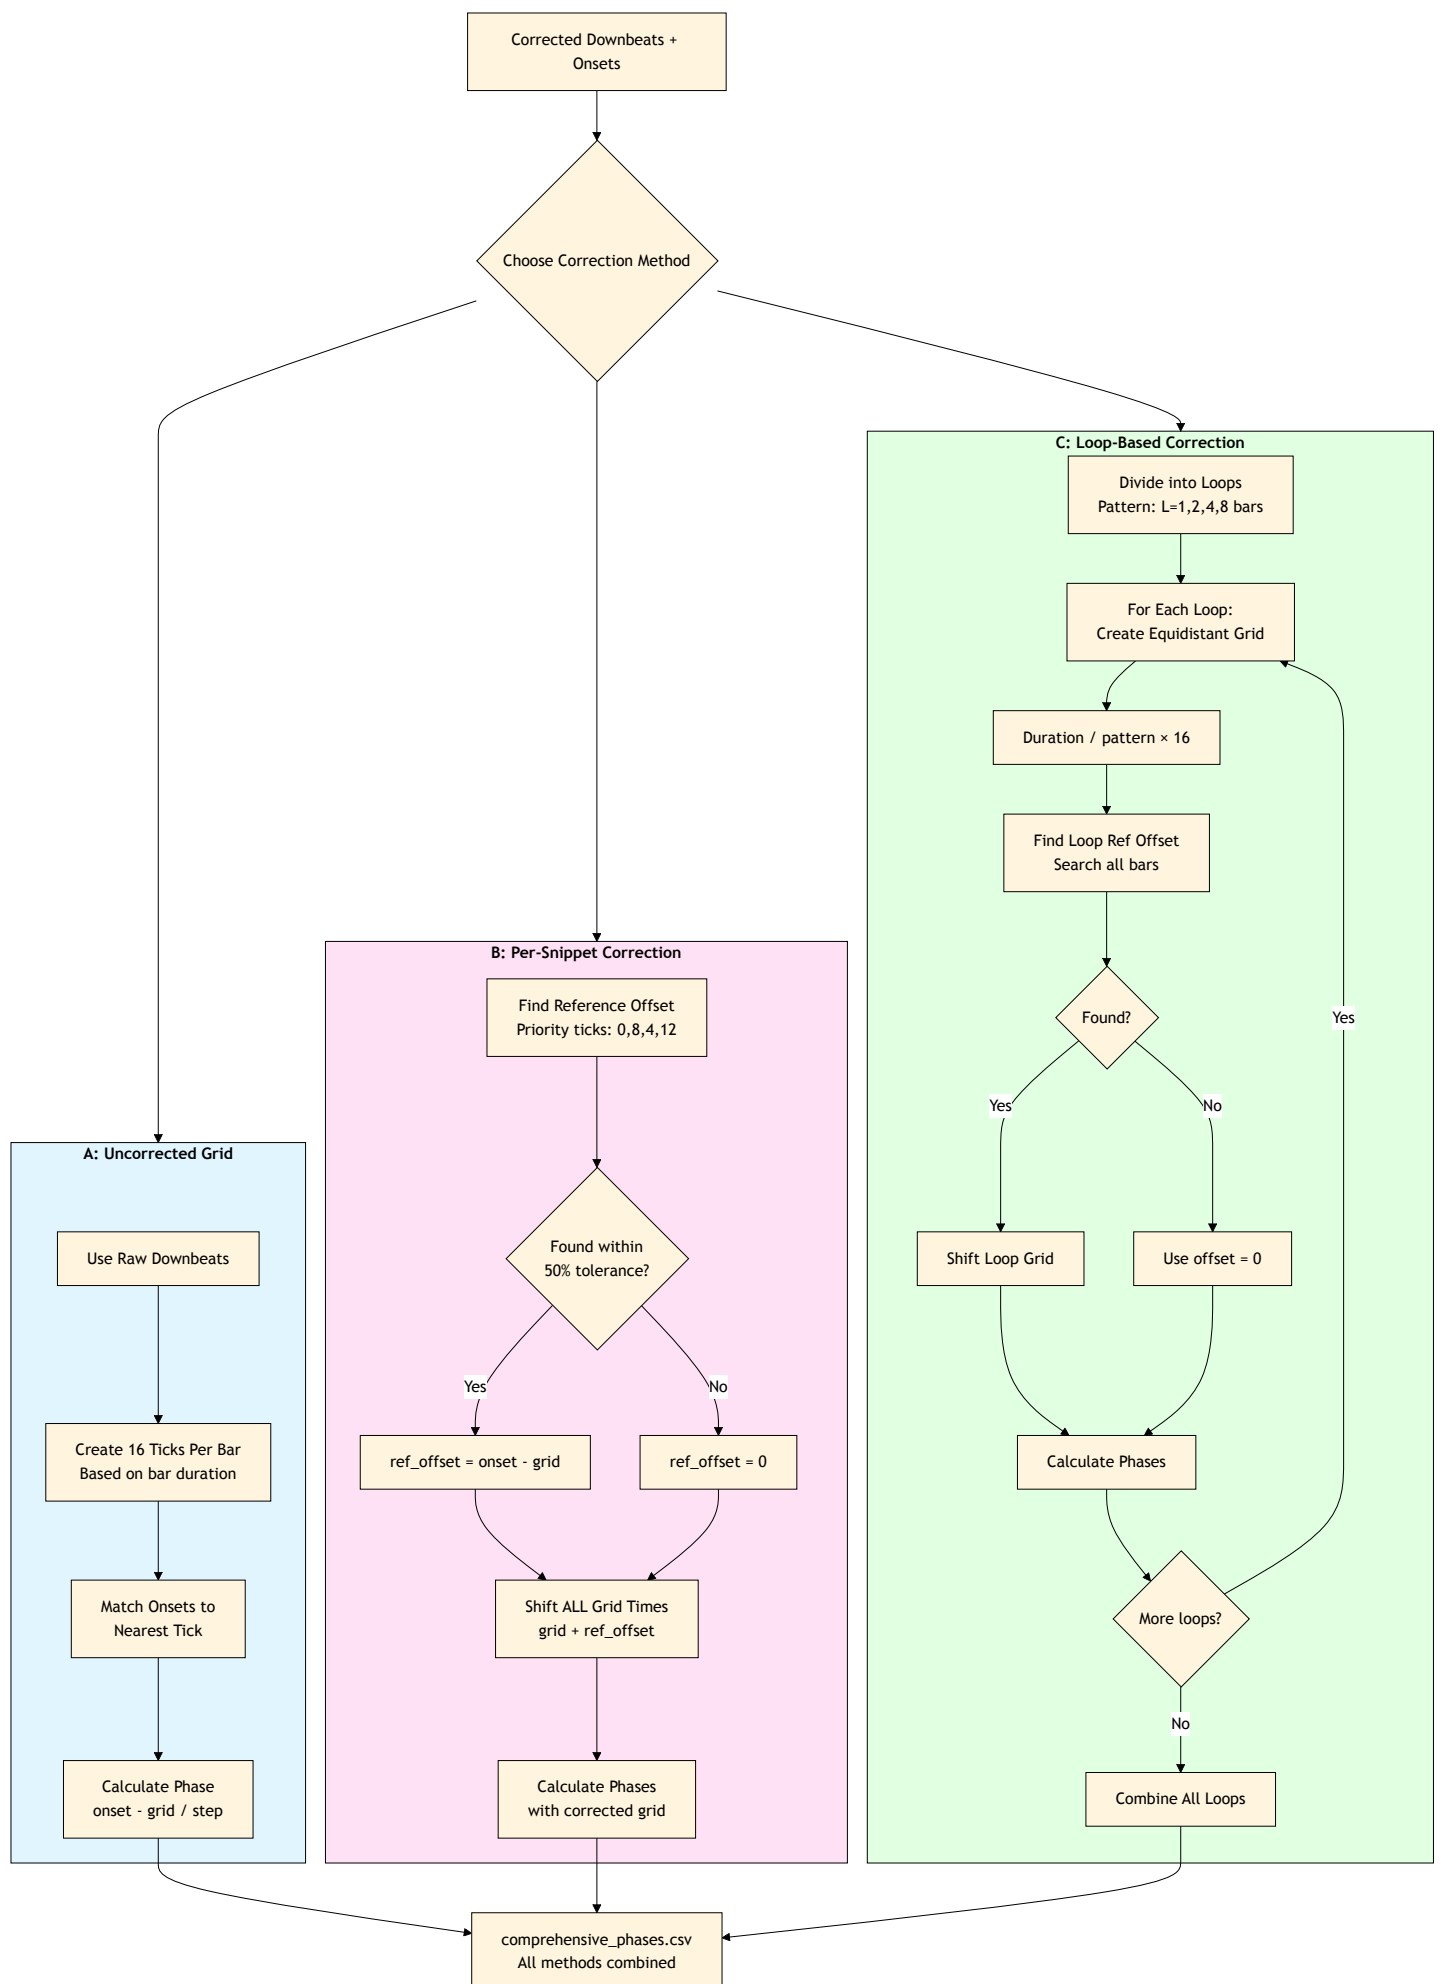 Corrected Downbeats +
Onsets
Choose Correction Method
A: Uncorrected Grid
Use Raw Downbeats
Create 16 Ticks Per Bar
Based on bar duration
Match Onsets to
Nearest Tick
Calculate Phase
onset - grid / step
B: Per-Snippet Correction
Find Reference Offset
Priority ticks: 0,8,4,12
Found within
50% tolerance?
Yes
No
ref_offset = onset - grid
ref_offset = 0
Shift ALL Grid Times
grid + ref_offset
Calculate Phases
with corrected grid
C: Loop-Based Correction
Divide into Loops
Pattern: L=1,2,4,8 bars
For Each Loop:
Create Equidistant Grid
Duration / pattern × 16
Find Loop Ref Offset
Search all bars
Found?
Yes
Yes
No
Shift Loop Grid
Use offset = 0
Calculate Phases
More loops?
No
Combine All Loops
comprehensive_phases.csv
All methods combined